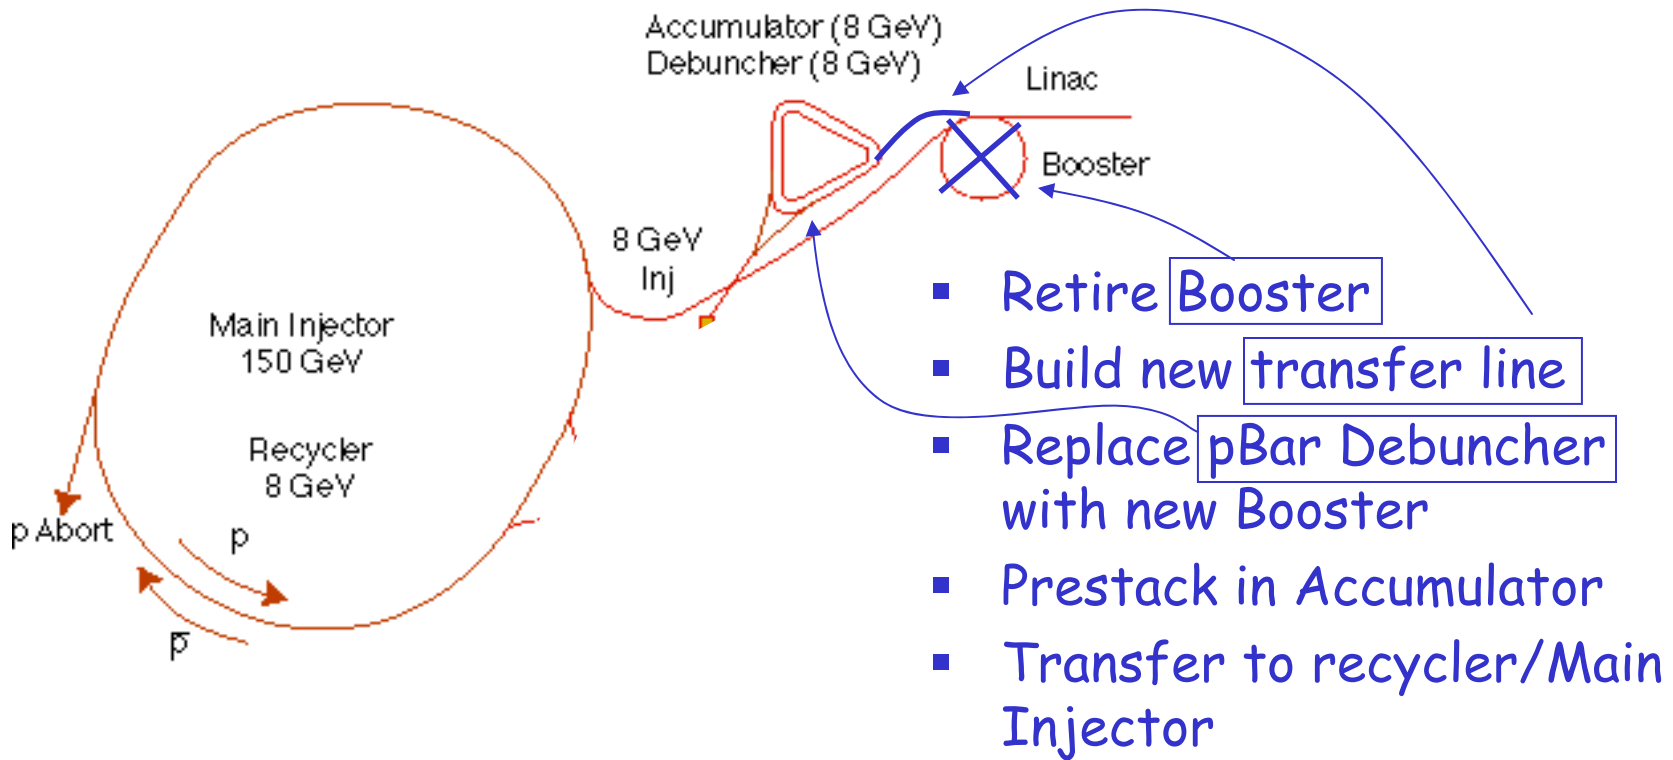 Accumulator (8 GeV)
Debuncher (8 GeV)
Linac
Booster
8 GeV
Inj
Main Injector
150 GeV
Recycler
8 GeV
p Abort
p
p̅
▪ Retire Booster
▪ Build new transfer line
▪ Replace pBar Debuncher
with new Booster
▪ Prestack in Accumulator
▪ Transfer to recycler/Main
Injector